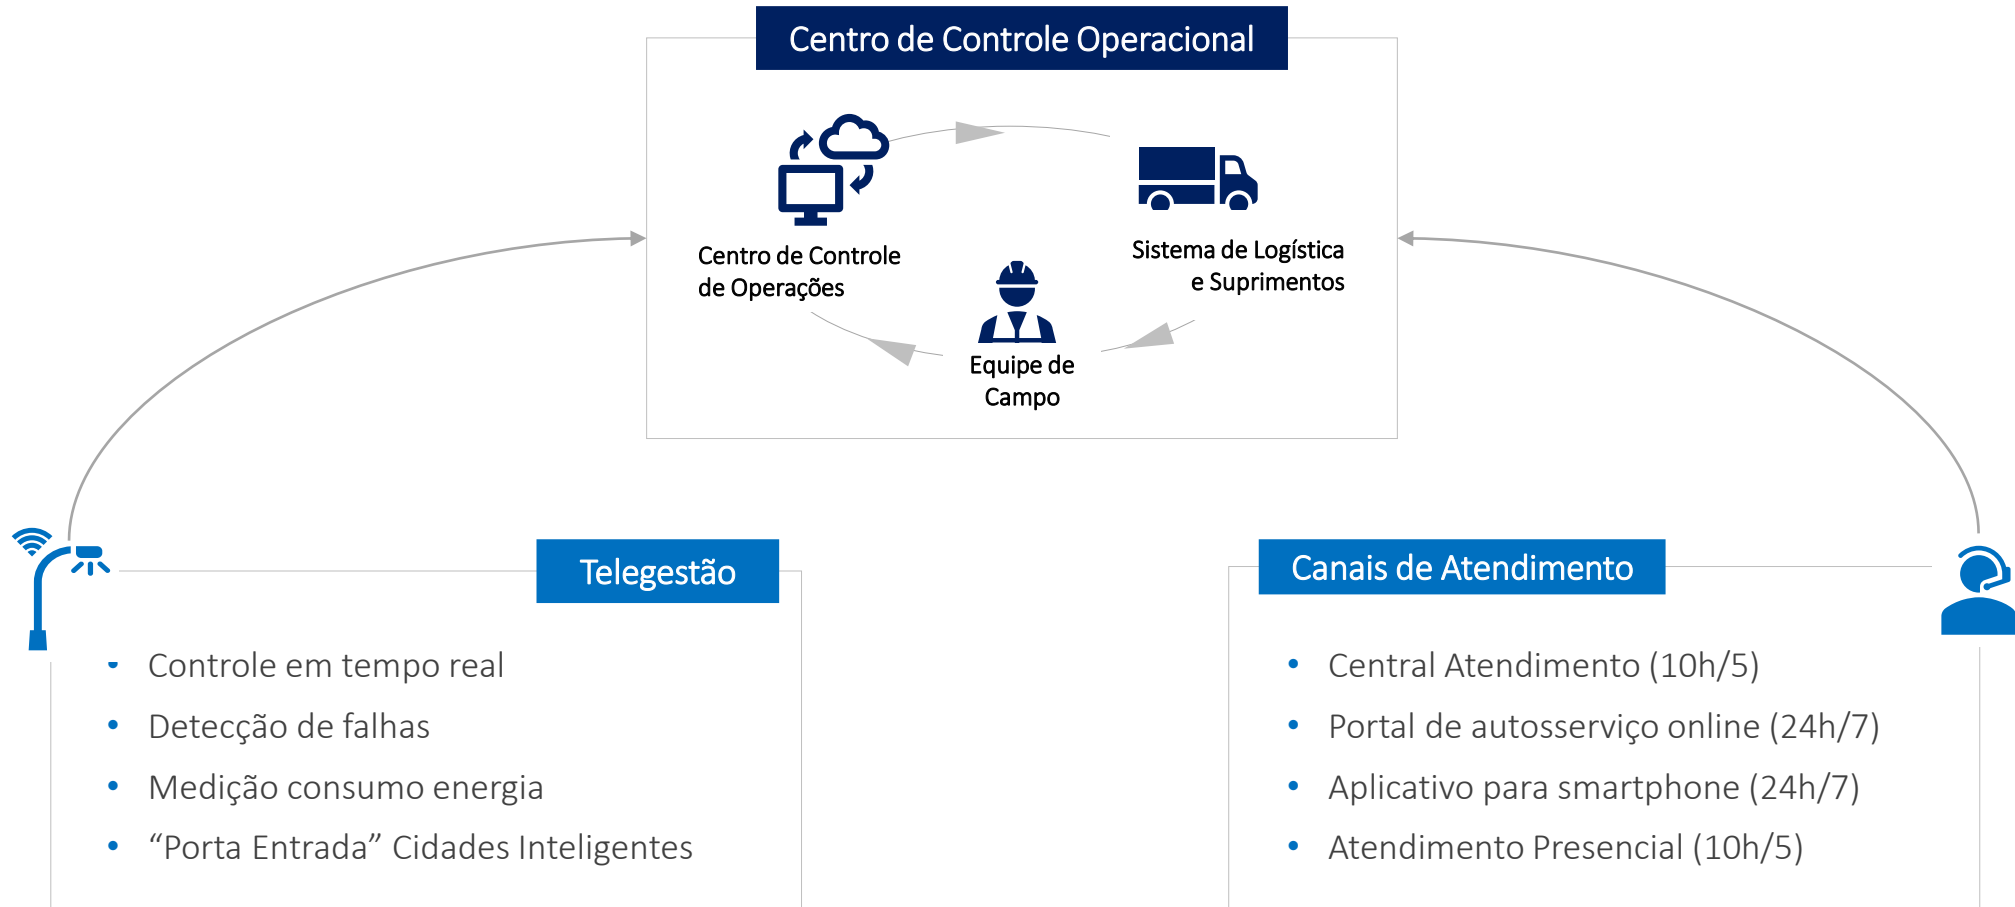 Centro de Controle Operacional
Centro de Controle
de Operações
Sistema de Logística
e Suprimentos
Equipe de
Campo
Telegestão
• Controle em tempo real
• Detecção de falhas
• Medição consumo energia
• “Porta Entrada” Cidades Inteligentes
Canais de Atendimento
• Central Atendimento (10h/5)
• Portal de autosserviço online (24h/7)
• Aplicativo para smartphone (24h/7)
• Atendimento Presencial (10h/5)